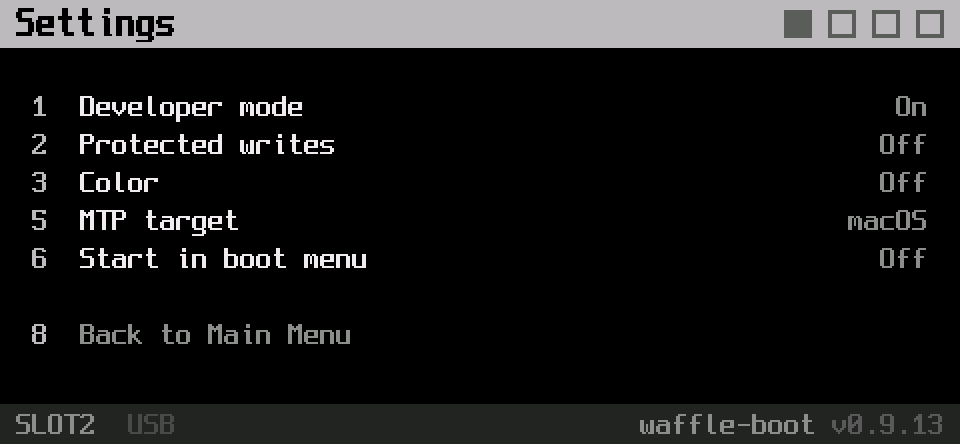 Settings
1 Developer mode On
2 Protected writes Off
3 Color Off
5 MTP target macOS
6 Start in boot menu Off
8 Back to Main Menu
SLOT2 USB waffle-boot v0.9.13